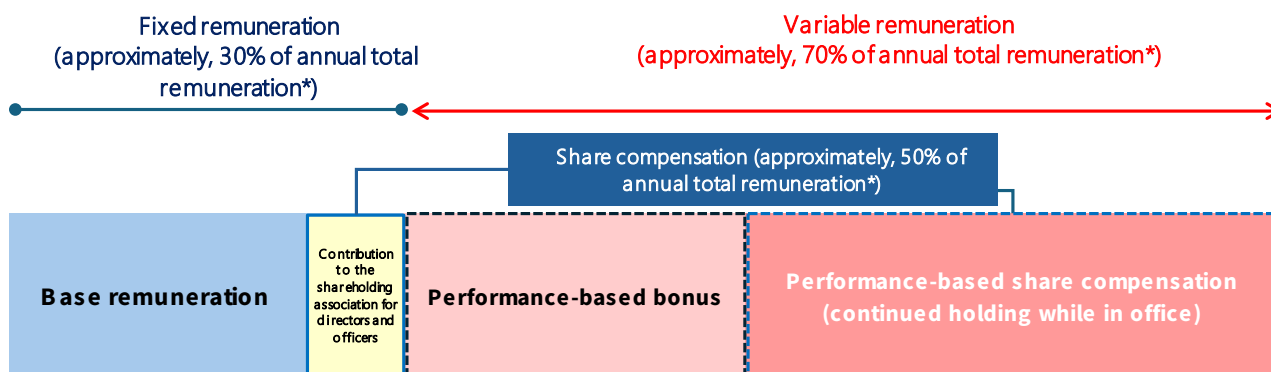 Fixed remuneration
(approximately, 30% of annual total
remuneration*)
Variable remuneration
(approximately, 70% of annual total remuneration*)
Share compensation (approximately, 50% of
annual total remuneration*)
Base remuneration
Contribution
to the
shareholding
association for
directors and
officers
Performance-based bonus
Performance-based share compensation
(continued holding while in office)